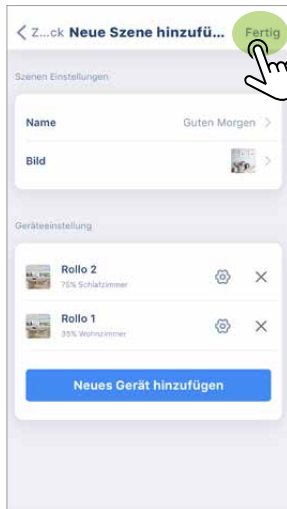 Z...ck Neue Szene hinzufü... Fertig
Szenen Einstellungen
Name Guten Morgen
Bild
Geräteeinstellung
Rollo 2
75% Schlafzimmer
Rollo 1
35% Wohnzimmer
Neues Gerät hinzufügen